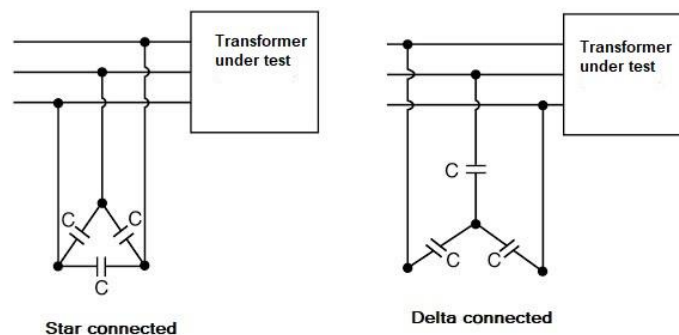 Transformer
under test
C
C
C
Star connected
Transformer
under test
C
C
C
Delta connected